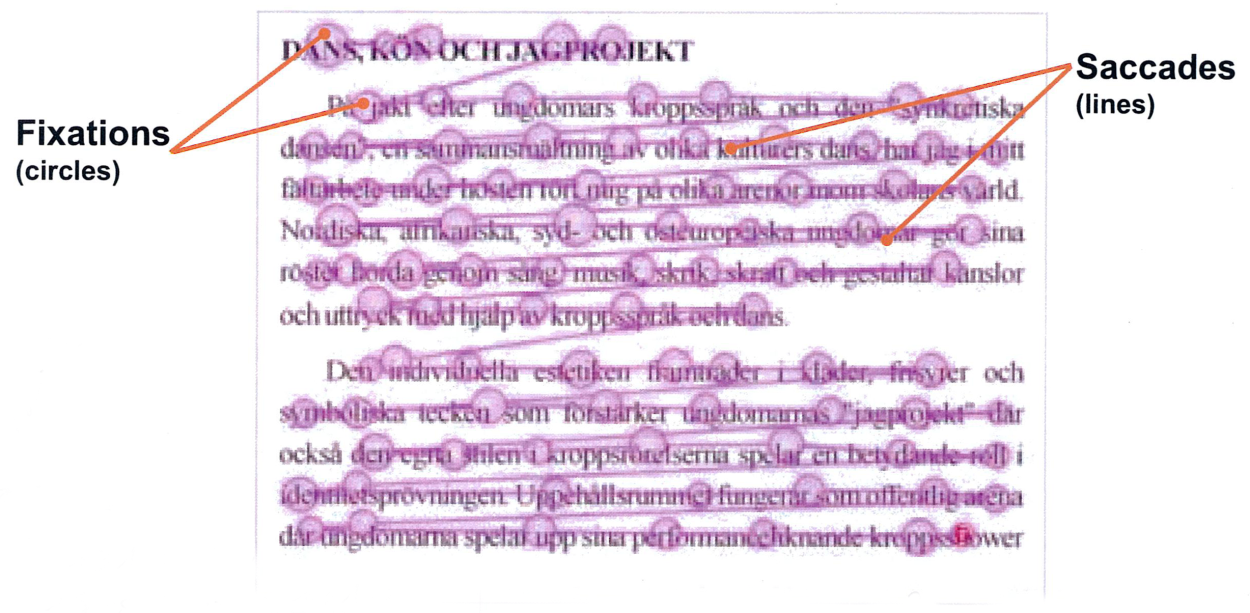 DANS, KÖN OCH JAGPROJEKT
På jakt efter ungdomars kroppsspråk och den "synkretiska
dansen", en sammansmältning av olika kulturers dans, har jag i mitt
fältarbete under hösten rört mig på olika arenor inom skolans värld.
Nordiska, afrikanska, syd- och östeuropeiska ungdomar gör sina
röster hörda genom sång, musik, skrik, skratt och gestaltar känslor
och uttryck med hjälp av kroppsspråk och dans.
Den individuella estetiken framträder i kläder, frisyrer och
symboliska tecken som förstärker ungdomarnas "jagprojekt" där
också den egna stilen i kroppsrörelserna spelar en betydande roll i
identitetsprövningen. Uppehållsrummet fungerar som offentlig arena
där ungdomarna spelar upp sina performanceliknande kroppsshower
Fixations
(circles)
Saccades
(lines)